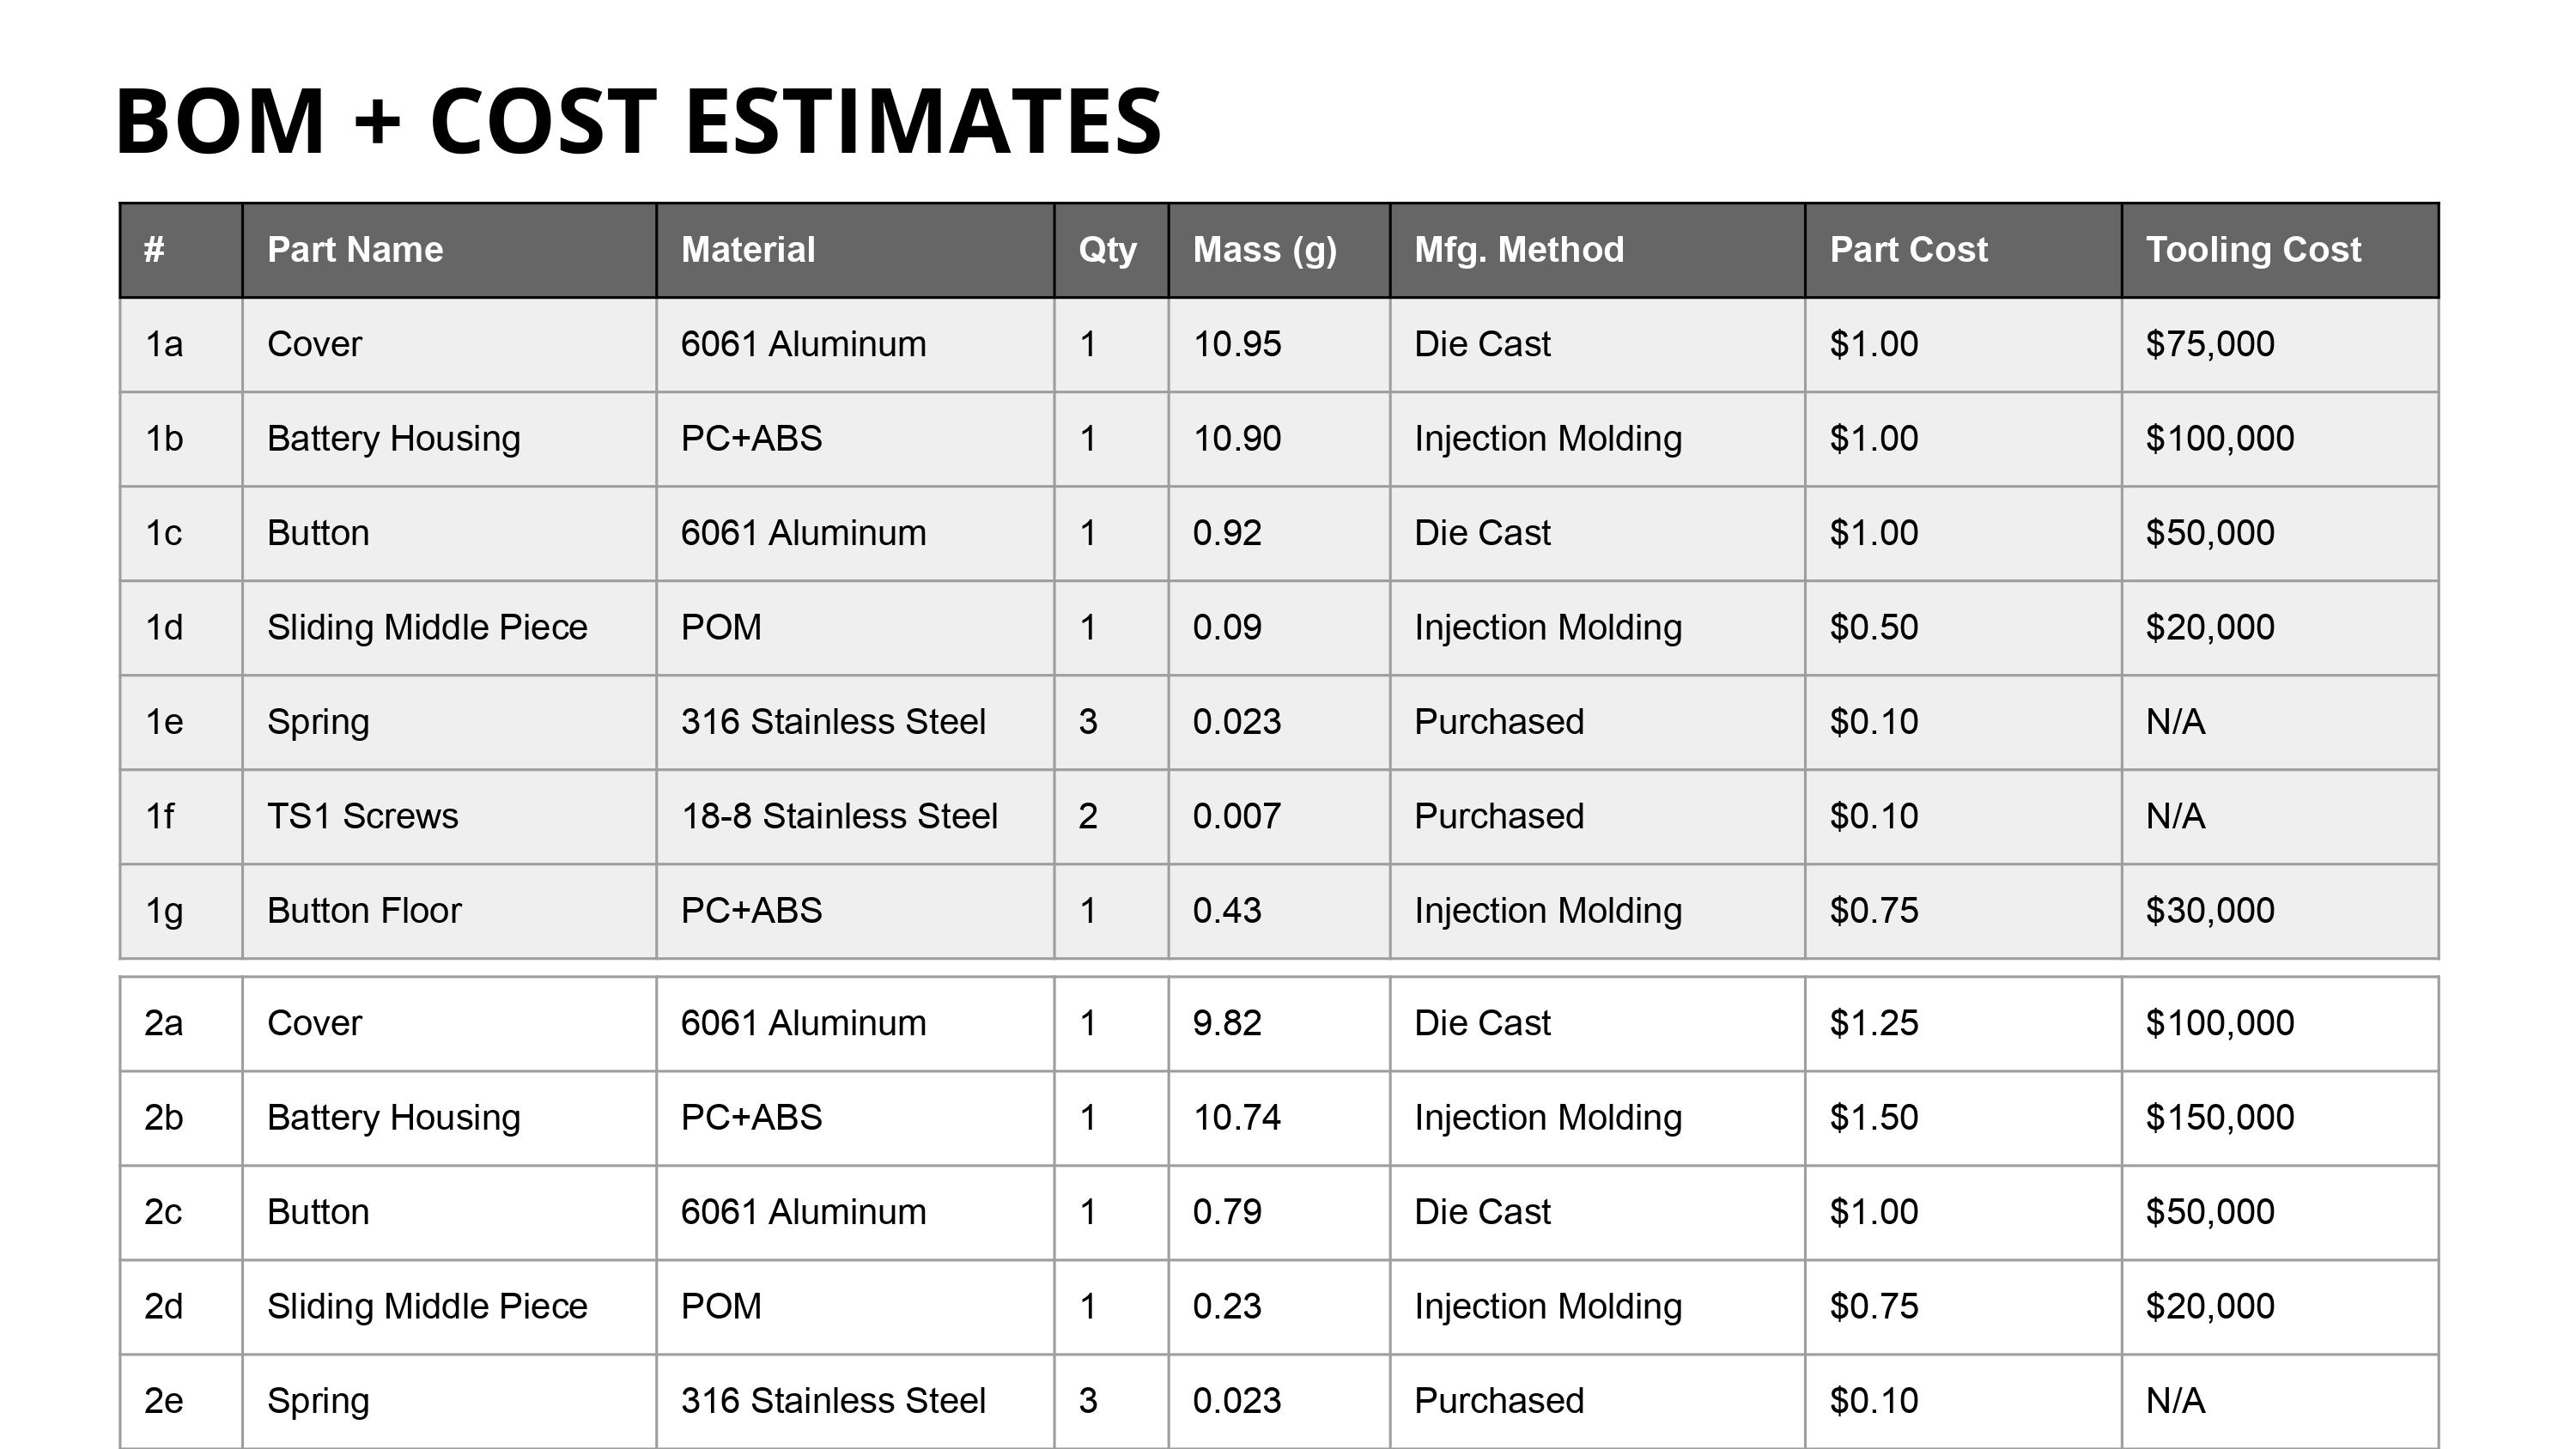 BOM + COST ESTIMATES
# Part Name Material Qty Mass (g) Mfg. Method Part Cost Tooling Cost
1a Cover 6061 Aluminum 1 10.95 Die Cast $1.00 $75,000
1b Battery Housing PC+ABS 1 10.90 Injection Molding $1.00 $100,000
1c Button 6061 Aluminum 1 0.92 Die Cast $1.00 $50,000
1d Sliding Middle Piece POM 1 0.09 Injection Molding $0.50 $20,000
1e Spring 316 Stainless Steel 3 0.023 Purchased $0.10 N/A
1f TS1 Screws 18-8 Stainless Steel 2 0.007 Purchased $0.10 N/A
1g Button Floor PC+ABS 1 0.43 Injection Molding $0.75 $30,000
2a Cover 6061 Aluminum 1 9.82 Die Cast $1.25 $100,000
2b Battery Housing PC+ABS 1 10.74 Injection Molding $1.50 $150,000
2c Button 6061 Aluminum 1 0.79 Die Cast $1.00 $50,000
2d Sliding Middle Piece POM 1 0.23 Injection Molding $0.75 $20,000
2e Spring 316 Stainless Steel 3 0.023 Purchased $0.10 N/A